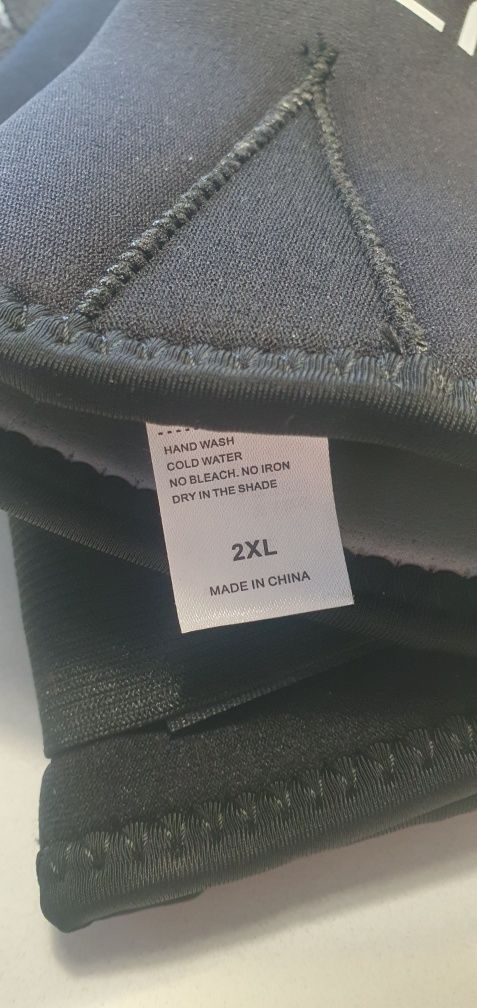 HAND WASH
COLD WATER
NO BLEACH. NO IRON
DRY IN THE SHADE
2XL
MADE IN CHINA